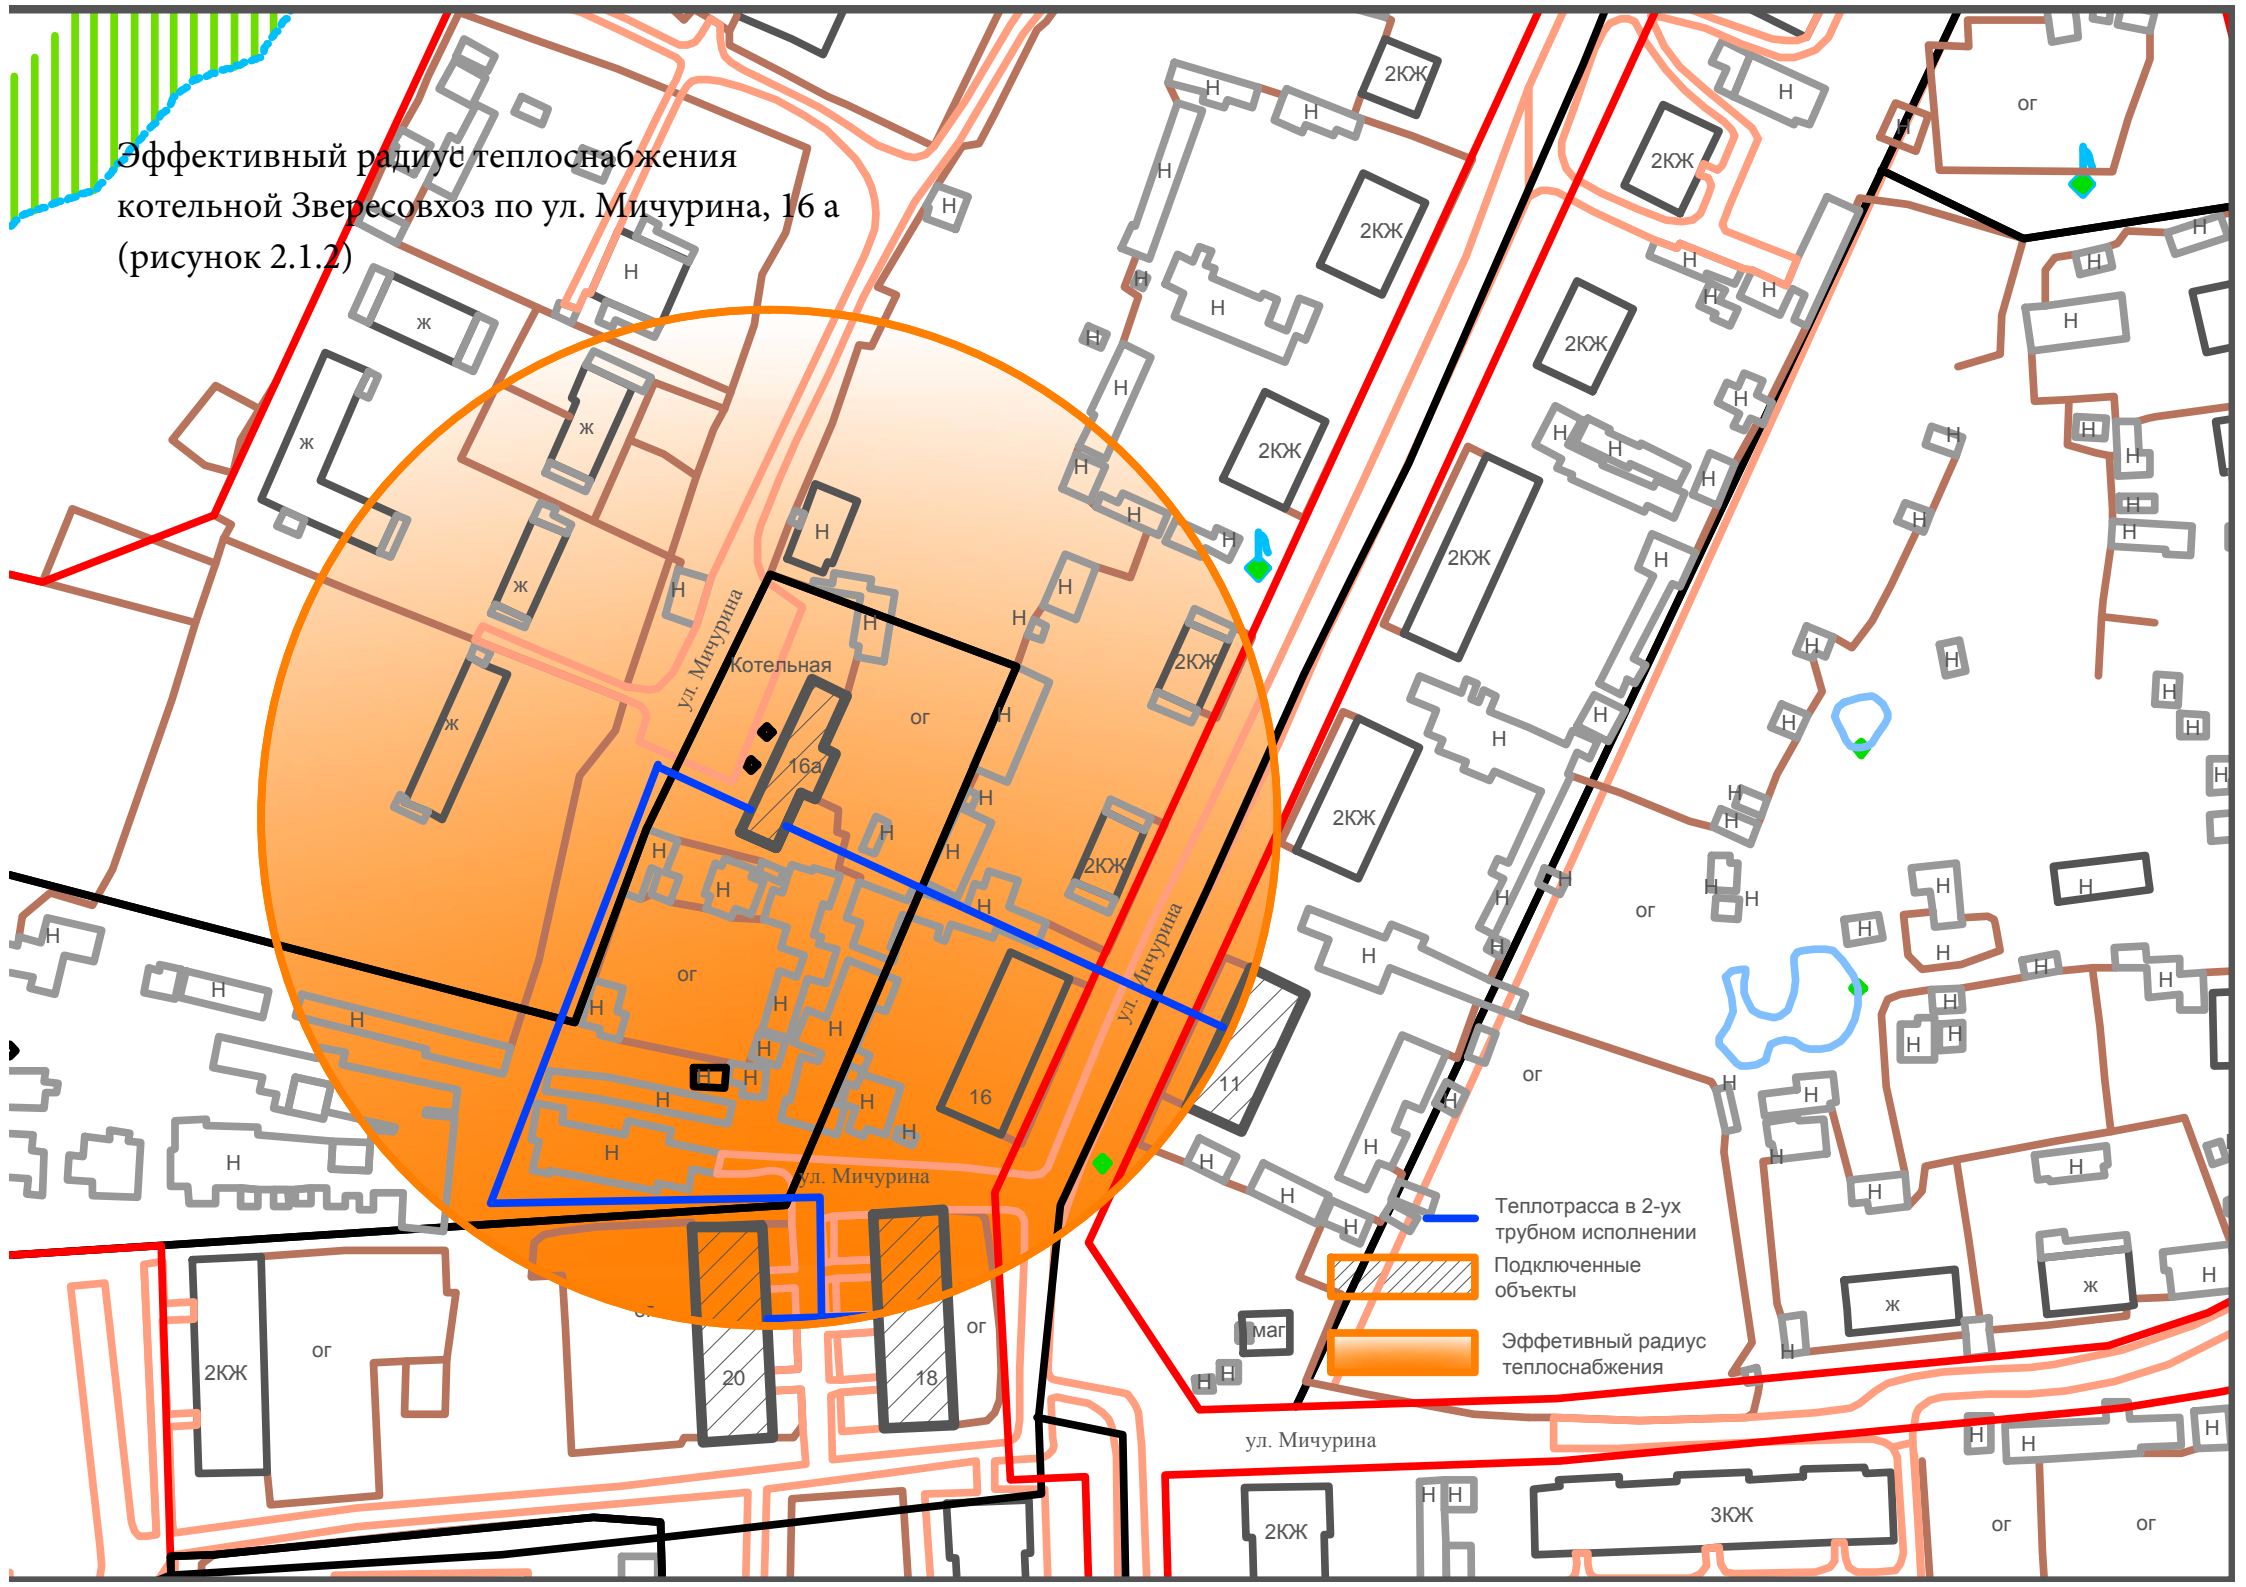 Эффективный радиус теплоснабжения
котельной Звересовхоз по ул. Мичурина, 16 а
(рисунок 2.1.2)
2КЖ
Н
Н
Н
ог
Н
2КЖ
Н
Н
2КЖ
Н
Н
Н
ж
Н
Н
2КЖ
Н
Н
Н
Н
Н
ж
ж
Н
2КЖ
Н
Н
Н
Н
Н
Н
Н
Н
Н
Н
Н
Н
2КЖ
Н
Н
ж
Н
Н
Н
Н
ул. Мичурина
Котельная
2КЖ
Н
Н
ж
ог
Н
Н
Н
Н
Н
Н
16а
Н
Н
2КЖ
Н
Н
Н
Н
Н
Н
2КЖ
Н
Н
Н
Н
Н
Н
ог
Н
Н
ул. Мичурина
Н
Н
Н
Н
Н
Н
ог
Н
Н
Н
Н
Н
Н
Н
Н
Н
Н
Н
Н
16
11
ог
Н
Н
Н
Н
Н
Н
Н
Н
Н
Н
Н
ул. Мичурина
Н
Н
Н
Теплотрасса в 2-ух
трубном исполнении
Подключенные
объекты
Эффетивный радиус
теплоснабжения
Н
ж
ж
маг
ог
ог
2КЖ
20
18
Н
Н
Н
ул. Мичурина
Н
Н
Н
Н
Н
2КЖ
3КЖ
ог
ог